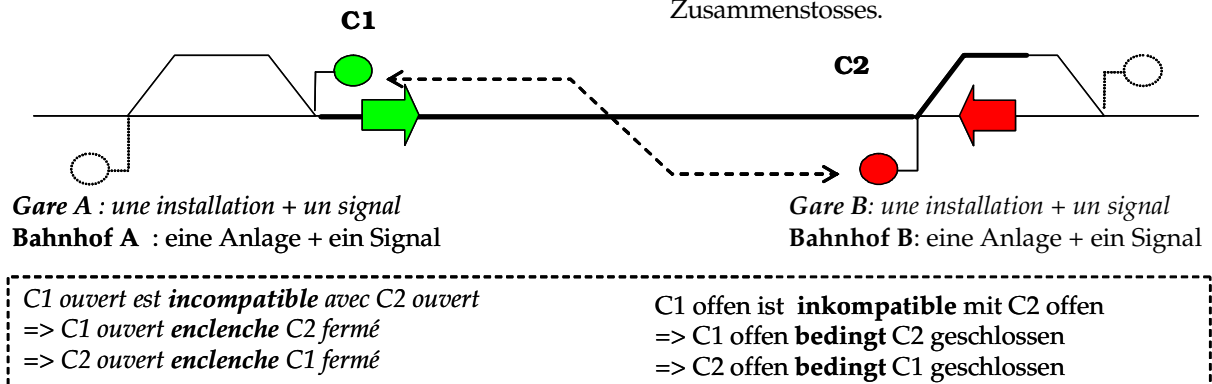 Zusammenstosses.
C1
C2
Gare A : une installation + un signal
Bahnhof A : eine Anlage + ein Signal
Gare B: une installation + un signal
Bahnhof B: eine Anlage + ein Signal
C1 ouvert est incompatible avec C2 ouvert
=> C1 ouvert enclenche C2 fermé
=> C2 ouvert enclenche C1 fermé
C1 offen ist inkompatible mit C2 offen
=> C1 offen bedingt C2 geschlossen
=> C2 offen bedingt C1 geschlossen